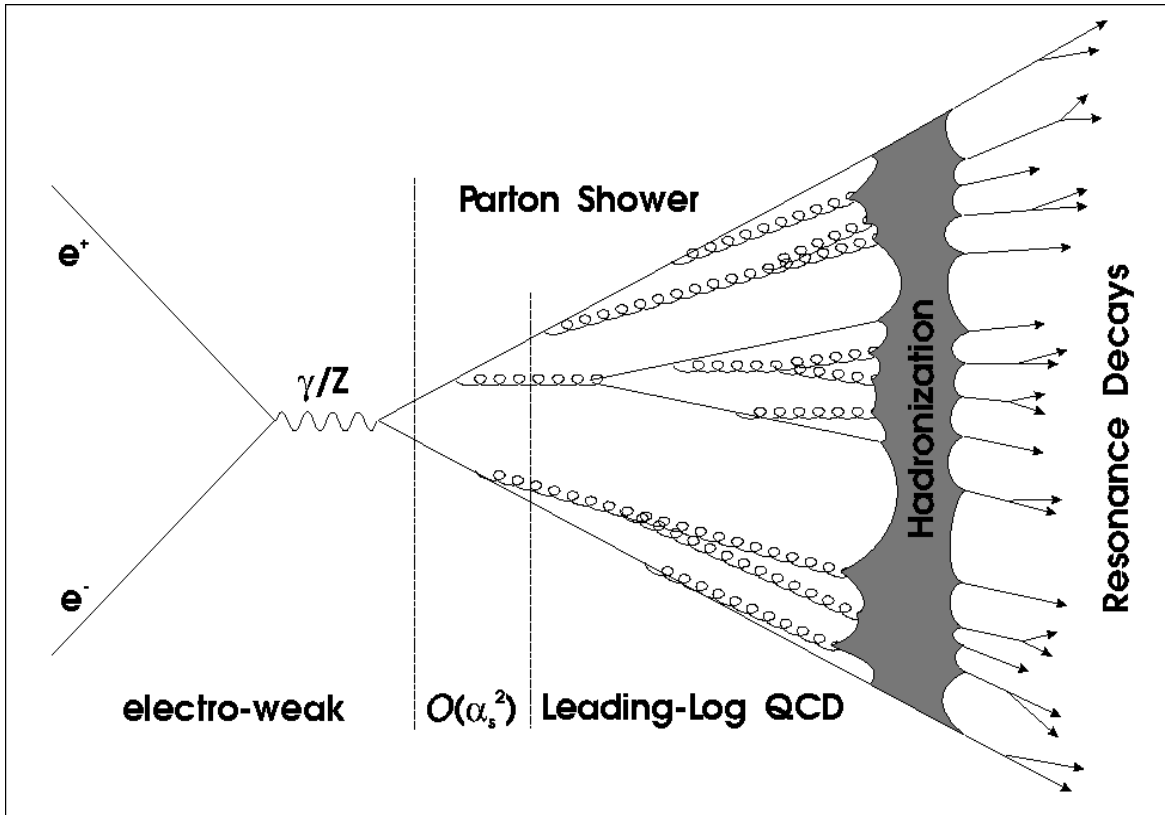 Parton Shower
e⁺
γ/Z
e⁻
electro-weak
O(αₛ²)
Leading-Log QCD
Hadronization
Resonance Decays